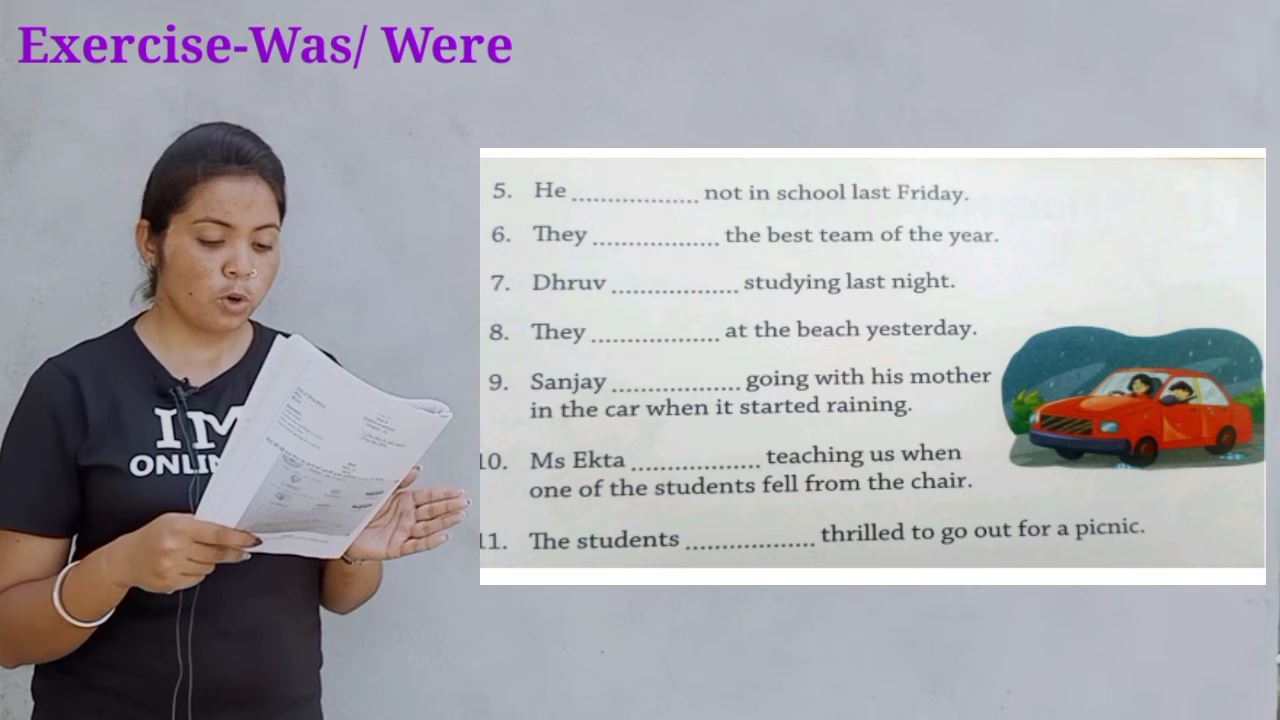 Exercise-Was/ Were
I'M
ONLIN
5. He .................. not in school last Friday.
6. They .................. the best team of the year.
7. Dhruv .................. studying last night.
8. They .................. at the beach yesterday.
9. Sanjay .................. going with his mother
in the car when it started raining.
10. Ms Ekta .................. teaching us when
one of the students fell from the chair.
11. The students .................. thrilled to go out for a picnic.